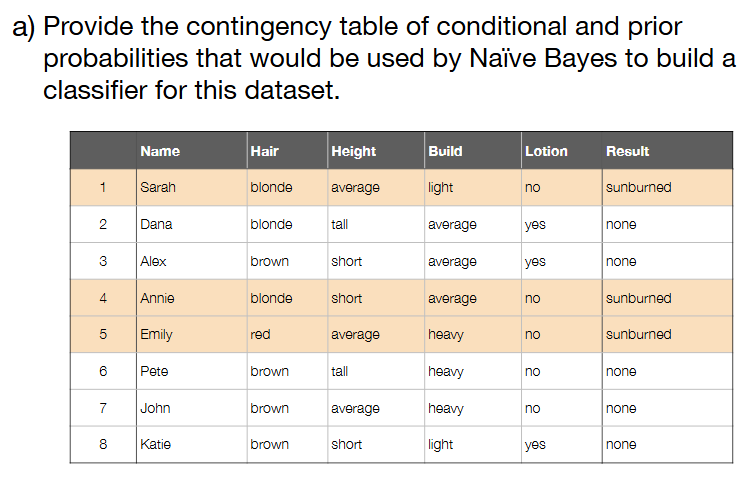 a) Provide the contingency table of conditional and prior
probabilities that would be used by Naïve Bayes to build a
classifier for this dataset.
Name Hair Height Build Lotion Result
1 Sarah blonde average light no sunburned
2 Dana blonde tall average yes none
3 Alex brown short average yes none
4 Annie blonde short average no sunburned
5 Emily red average heavy no sunburned
6 Pete brown tall heavy no none
7 John brown average heavy no none
8 Katie brown short light yes none